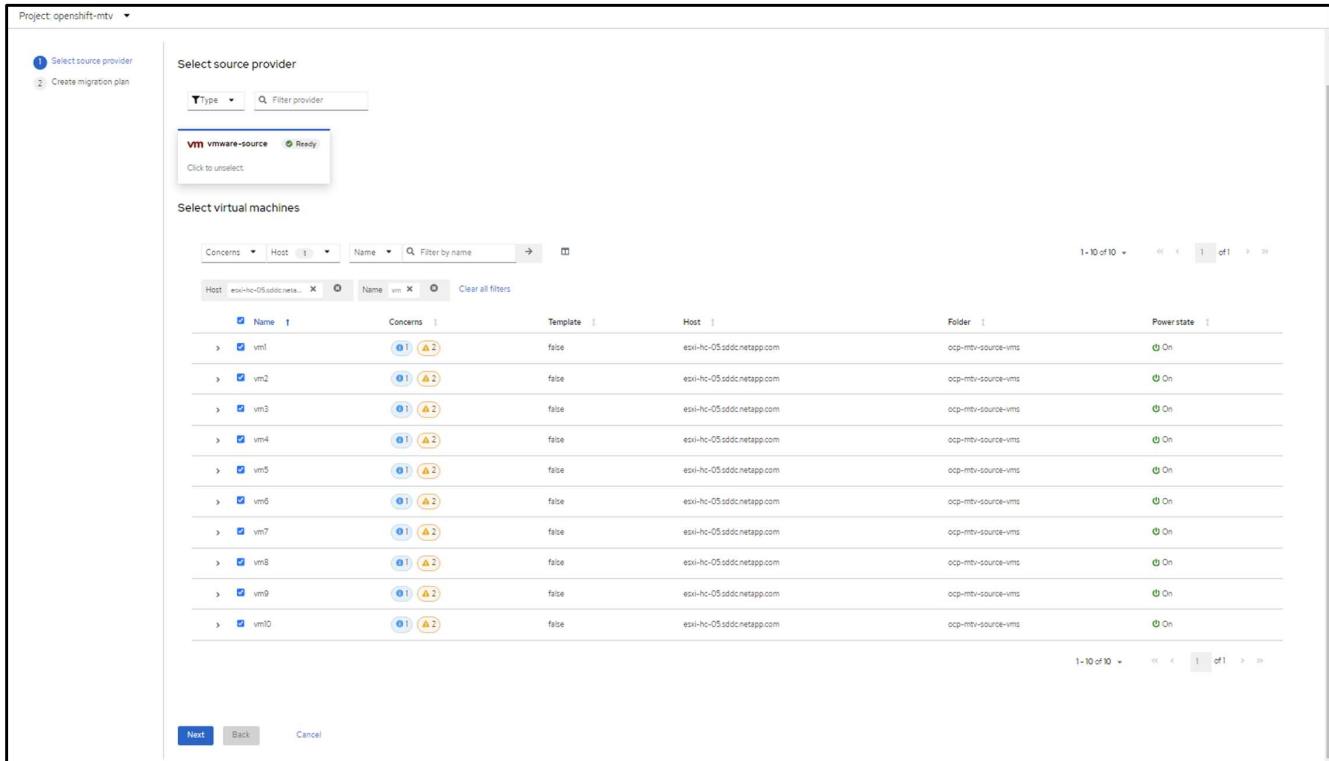 Project: openshift-mtv
1 Select source provider
2 Create migration plan
Select source provider
Type Filter provider
vm vmware-source Ready
Click to unselect.
Select virtual machines
Concerns Host 1 Name Filter by name 1 - 10 of 10 1 of 1
Host esxi-hc-05.sddc.neta... Name vm Clear all filters
Name Concerns Template Host Folder Power state
vm1 1 2 false esxi-hc-05.sddc.netapp.com ocp-mtv-source-vms On
vm2 1 2 false esxi-hc-05.sddc.netapp.com ocp-mtv-source-vms On
vm3 1 2 false esxi-hc-05.sddc.netapp.com ocp-mtv-source-vms On
vm4 1 2 false esxi-hc-05.sddc.netapp.com ocp-mtv-source-vms On
vm5 1 2 false esxi-hc-05.sddc.netapp.com ocp-mtv-source-vms On
vm6 1 2 false esxi-hc-05.sddc.netapp.com ocp-mtv-source-vms On
vm7 1 2 false esxi-hc-05.sddc.netapp.com ocp-mtv-source-vms On
vm8 1 2 false esxi-hc-05.sddc.netapp.com ocp-mtv-source-vms On
vm9 1 2 false esxi-hc-05.sddc.netapp.com ocp-mtv-source-vms On
vm10 1 2 false esxi-hc-05.sddc.netapp.com ocp-mtv-source-vms On
1 - 10 of 10 1 of 1
Next Back Cancel